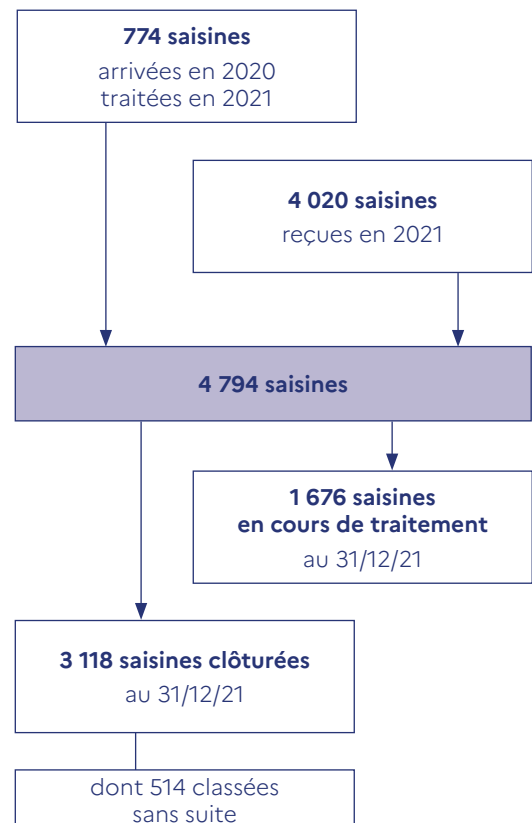 774 saisines
arrivées en 2020
traitées en 2021
4 020 saisines
reçues en 2021
4 794 saisines
1 676 saisines
en cours de traitement
au 31/12/21
3 118 saisines clôturées
au 31/12/21
dont 514 classées
sans suite